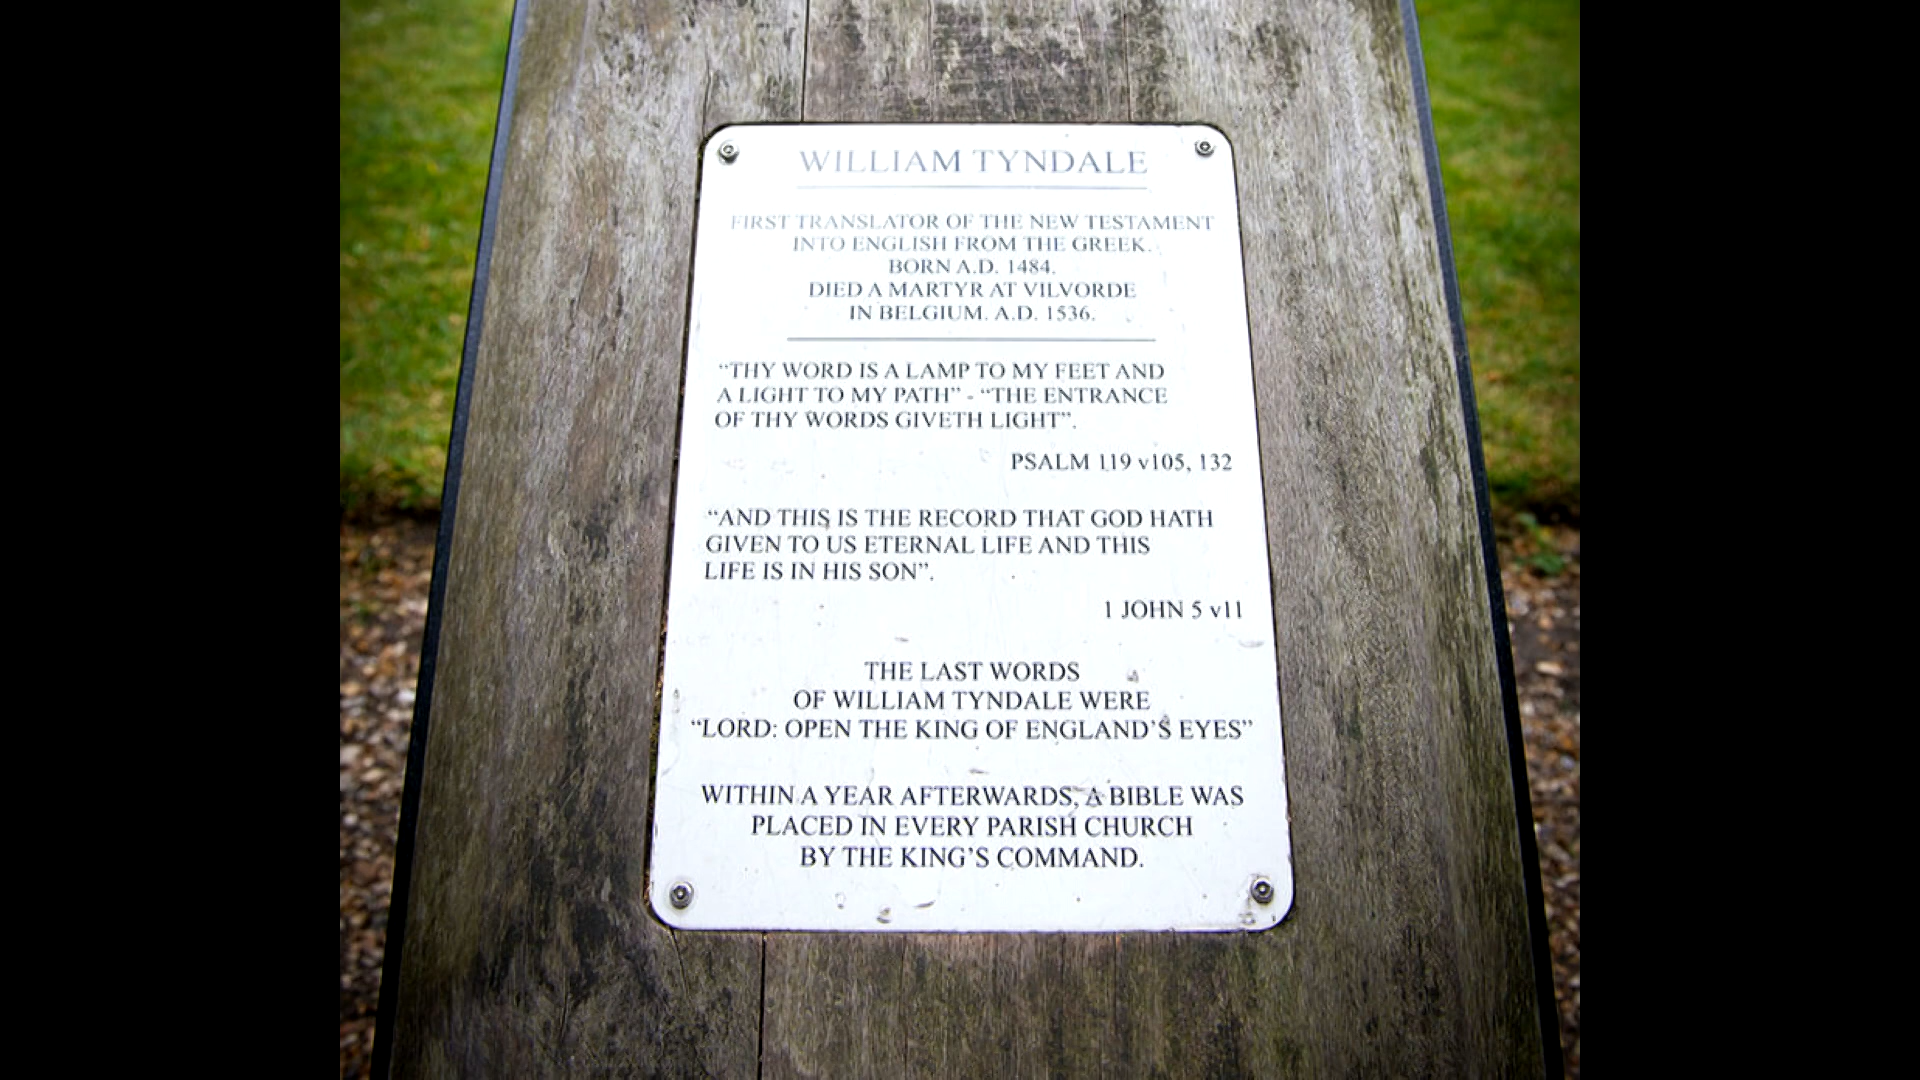 WILLIAM TYNDALE
FIRST TRANSLATOR OF THE NEW TESTAMENT
INTO ENGLISH FROM THE GREEK.
BORN A.D. 1484.
DIED A MARTYR AT VILVORDE
IN BELGIUM. A.D. 1536.
“THY WORD IS A LAMP TO MY FEET AND
A LIGHT TO MY PATH” - “THE ENTRANCE
OF THY WORDS GIVETH LIGHT”.
PSALM 119 v105, 132
“AND THIS IS THE RECORD THAT GOD HATH
GIVEN TO US ETERNAL LIFE AND THIS
LIFE IS IN HIS SON”.
1 JOHN 5 v11
THE LAST WORDS
OF WILLIAM TYNDALE WERE
“LORD: OPEN THE KING OF ENGLAND’S EYES”
WITHIN A YEAR AFTERWARDS, A BIBLE WAS
PLACED IN EVERY PARISH CHURCH
BY THE KING’S COMMAND.